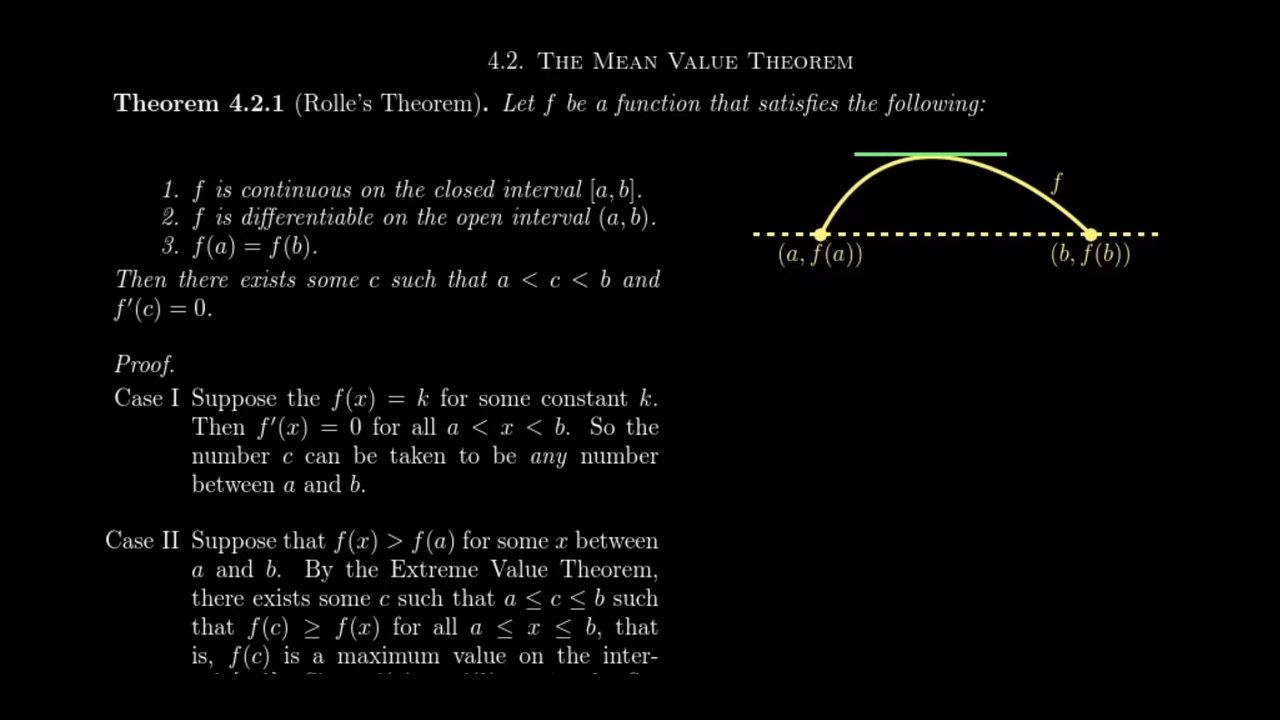 4.2. THE MEAN VALUE THEOREM
Theorem 4.2.1 (Rolle's Theorem). Let f be a function that satisfies the following:
1. f is continuous on the closed interval [a, b].
2. f is differentiable on the open interval (a, b).
3. f(a) = f(b).
Then there exists some c such that a < c < b and
f′(c) = 0.
Proof.
Case I Suppose the f(x) = k for some constant k.
Then f′(x) = 0 for all a < x < b. So the
number c can be taken to be any number
between a and b.
Case II Suppose that f(x) > f(a) for some x between
a and b. By the Extreme Value Theorem,
there exists some c such that a ≤ c ≤ b such
that f(c) ≥ f(x) for all a ≤ x ≤ b, that
is, f(c) is a maximum value on the inter-
f
(a, f(a))
(b, f(b))